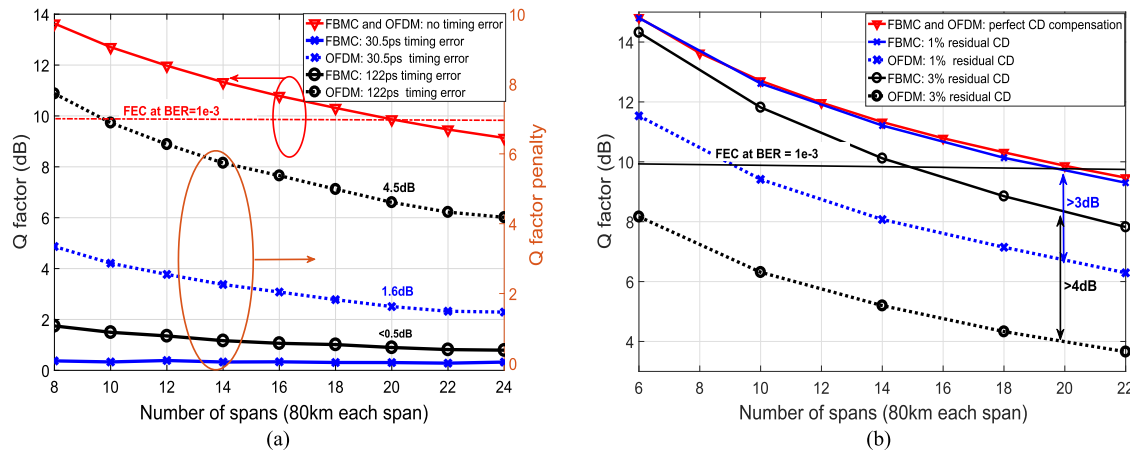 14
12
10
8
6
4
2
0
Q factor (dB)
10
8
6
4
2
0
Q factor penalty
FBMC and OFDM: no timing error
FBMC: 30.5ps timing error
OFDM: 30.5ps timing error
FBMC: 122ps timing error
OFDM: 122ps timing error
FEC at BER=1e-3
4.5dB
1.6dB
<0.5dB
8 10 12 14 16 18 20 22 24
Number of spans (80km each span)
(a)
14
12
10
8
6
4
Q factor (dB)
FBMC and OFDM: perfect CD compensation
FBMC: 1% residual CD
OFDM: 1% residual CD
FBMC: 3% residual CD
OFDM: 3% residual CD
FEC at BER = 1e-3
>3dB
>4dB
6 8 10 12 14 16 18 20 22
Number of spans (80km each span)
(b)